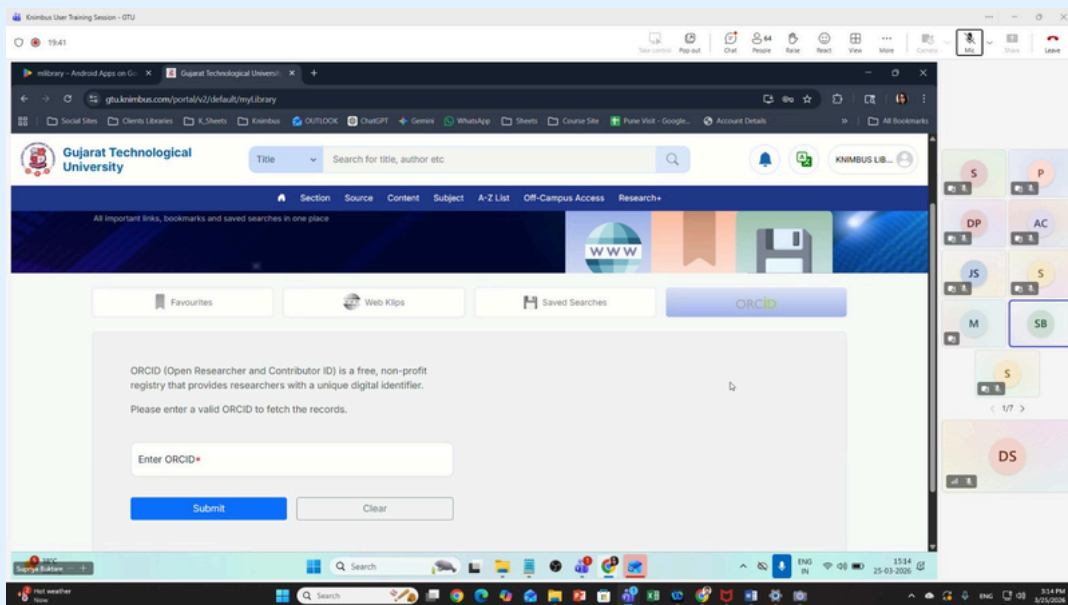 Knimbus User Training Session - GTU
19:41
Take control
Pop out
Chat
64
People
Raise
React
View
More
Camera
Mic
Share
Leave
mlibrary – Android Apps on Go
Gujarat Technological Universit
gtu.knimbus.com/portal/v2/default/myLibrary
Social Sites
Clients Libraries
K_Sheets
Knimbus
OUTLOOK
ChatGPT
Gemini
WhatsApp
Sheets
Course Site
Pune Visit - Google...
Account Details
All Bookmarks
Gujarat Technological
University
Title
Search for title, author etc
KNIMBUS LIB...
Section
Source
Content
Subject
A-Z List
Off-Campus Access
Research+
All important links, bookmarks and saved searches in one place
WWW
Favourites
Web Klips
Saved Searches
ORCID
ORCID (Open Researcher and Contributor ID) is a free, non-profit
registry that provides researchers with a unique digital identifier.
Please enter a valid ORCID to fetch the records.
Enter ORCID*
Submit
Clear
S
P
DP
AC
JS
S
M
SB
S
1/7
DS
Search
ENG
IN
15:14
25-03-2026
Hot weather
Now
Search
ENG
3:14 PM
3/25/2026